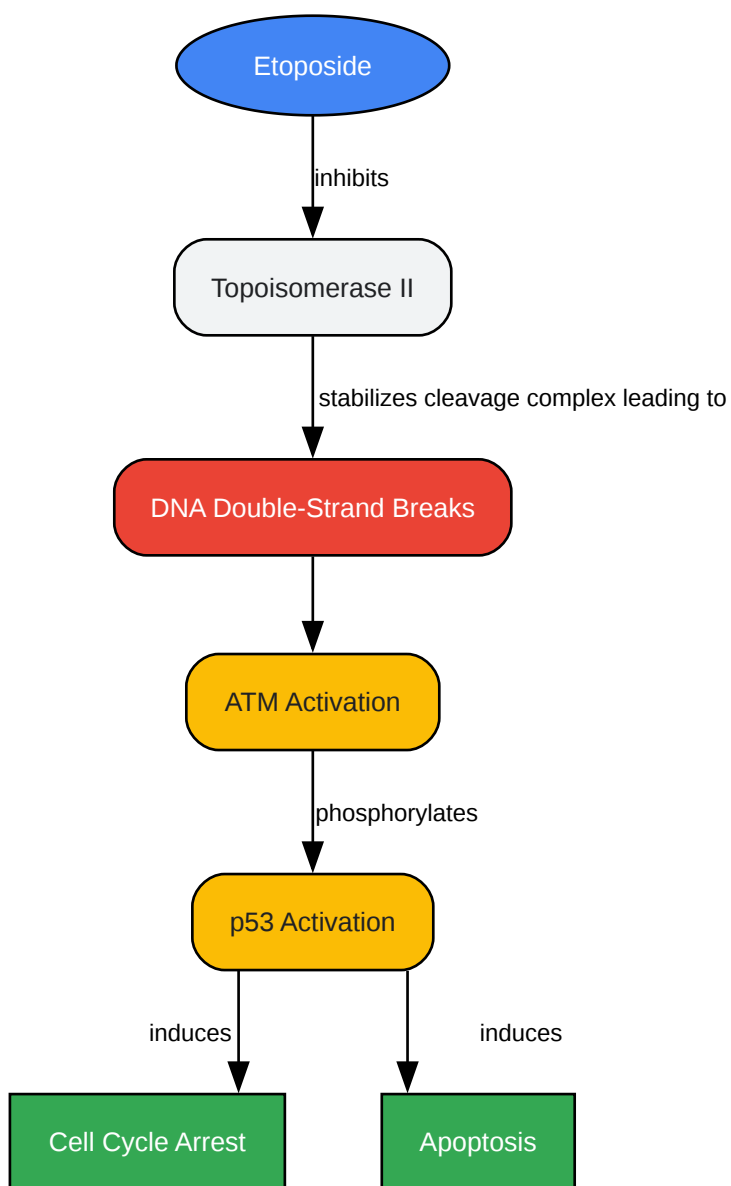 Etoposide
inhibits
Topoisomerase II
stabilizes cleavage complex leading to
DNA Double-Strand Breaks
ATM Activation
phosphorylates
p53 Activation
induces
induces
Cell Cycle Arrest
Apoptosis